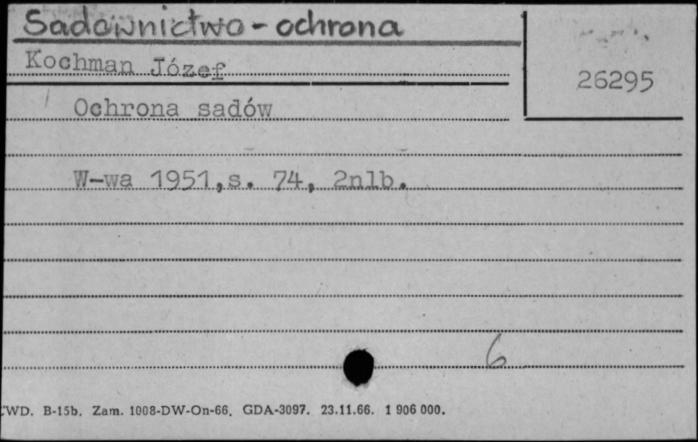 Sadownictwo - ochrona
Kochman Józef
26295
Ochrona sadów
W-wa 1951, s. 74, 2nlb.
6
WD. B-15b. Zam. 1008-DW-On-66. GDA-3097. 23.11.66. 1 906 000.